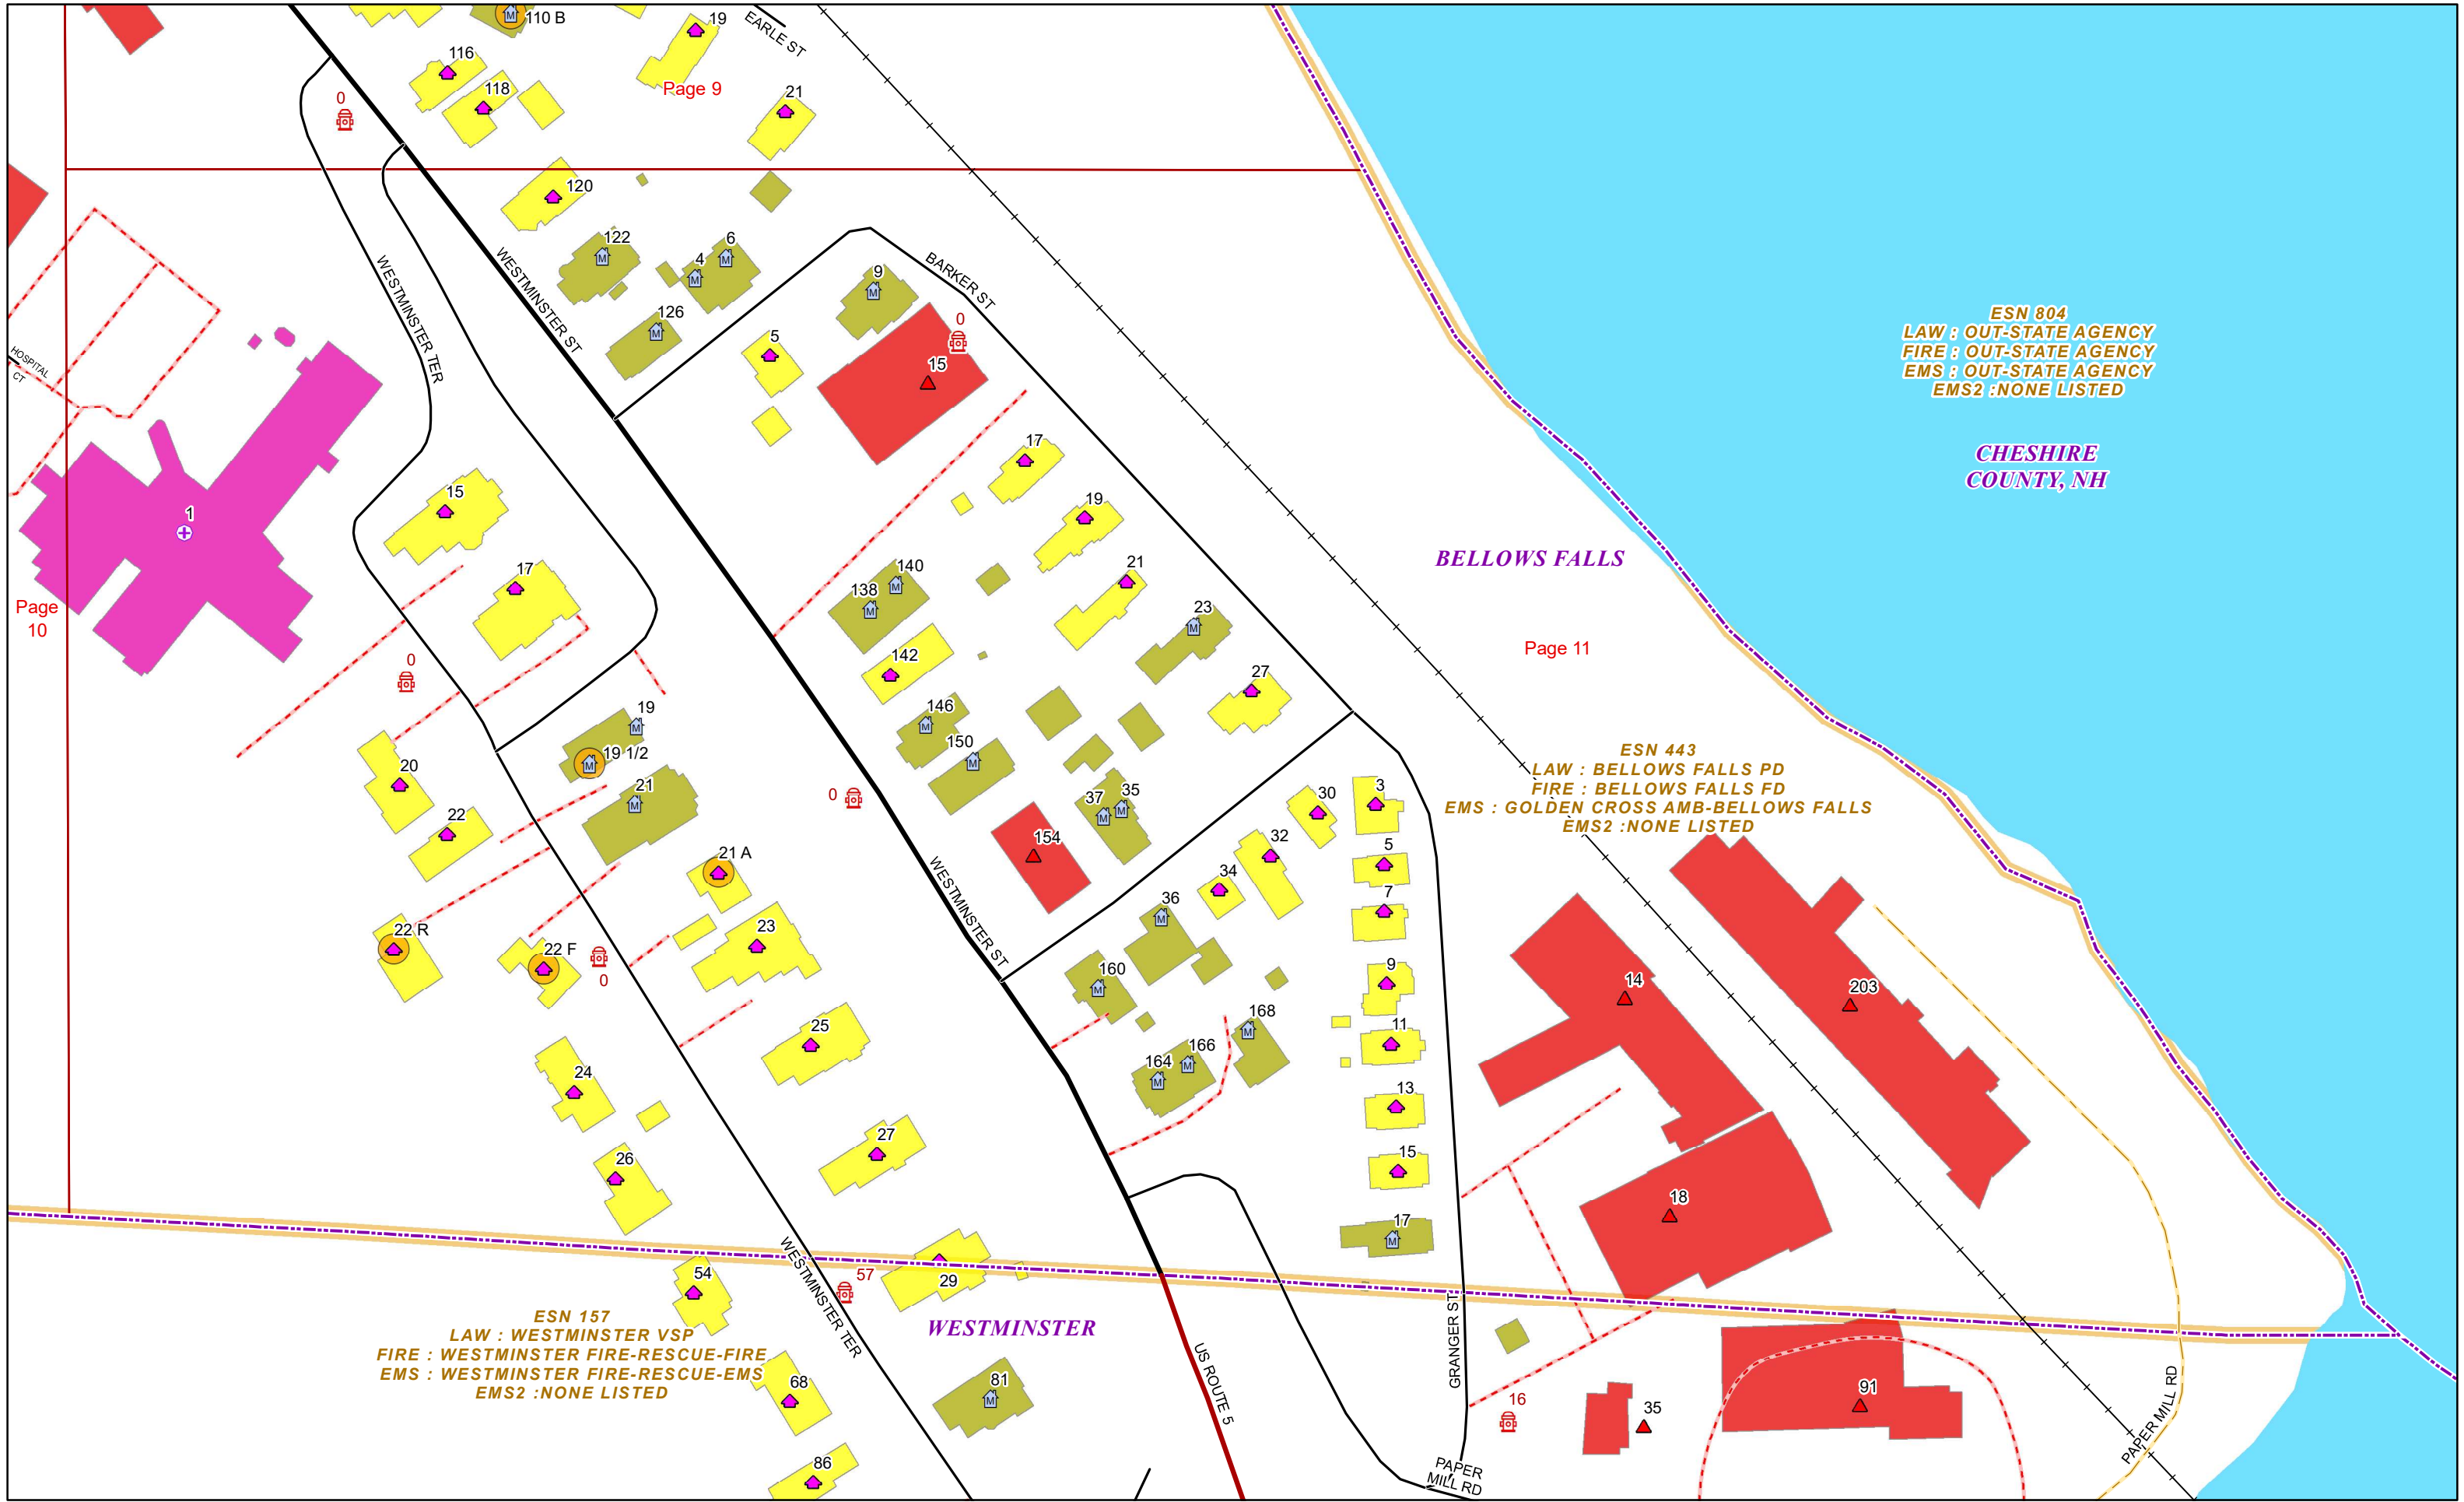 110 B
19
EARLE ST
116
Page 9
118
21
0
120
122
6
4
WESTMINSTER ST
WESTMINSTER TER
BARKER ST
9
126
0
5
15
ESN 804
LAW : OUT-STATE AGENCY
FIRE : OUT-STATE AGENCY
EMS : OUT-STATE AGENCY
EMS2 :NONE LISTED
HOSPITAL
CT
CHESHIRE
COUNTY, NH
17
15
19
1
BELLOWS FALLS
17
140
138
21
23
Page
10
Page 11
142
0
27
19
146
150
19 1/2
20
21
0
37
35
30
3
ESN 443
LAW : BELLOWS FALLS PD
FIRE : BELLOWS FALLS FD
EMS : GOLDEN CROSS AMB-BELLOWS FALLS
EMS2 :NONE LISTED
22
154
32
5
21 A
WESTMINSTER ST
34
7
36
22 R
23
22 F
0
160
9
14
203
168
25
11
166
164
24
13
27
26
15
18
17
54
57
29
WESTMINSTER TER
WESTMINSTER
ESN 157
LAW : WESTMINSTER VSP
FIRE : WESTMINSTER FIRE-RESCUE-FIRE
EMS : WESTMINSTER FIRE-RESCUE-EMS
EMS2 :NONE LISTED
US ROUTE 5
GRANGER ST
68
81
16
35
91
PAPER MILL RD
86
PAPER
MILL RD